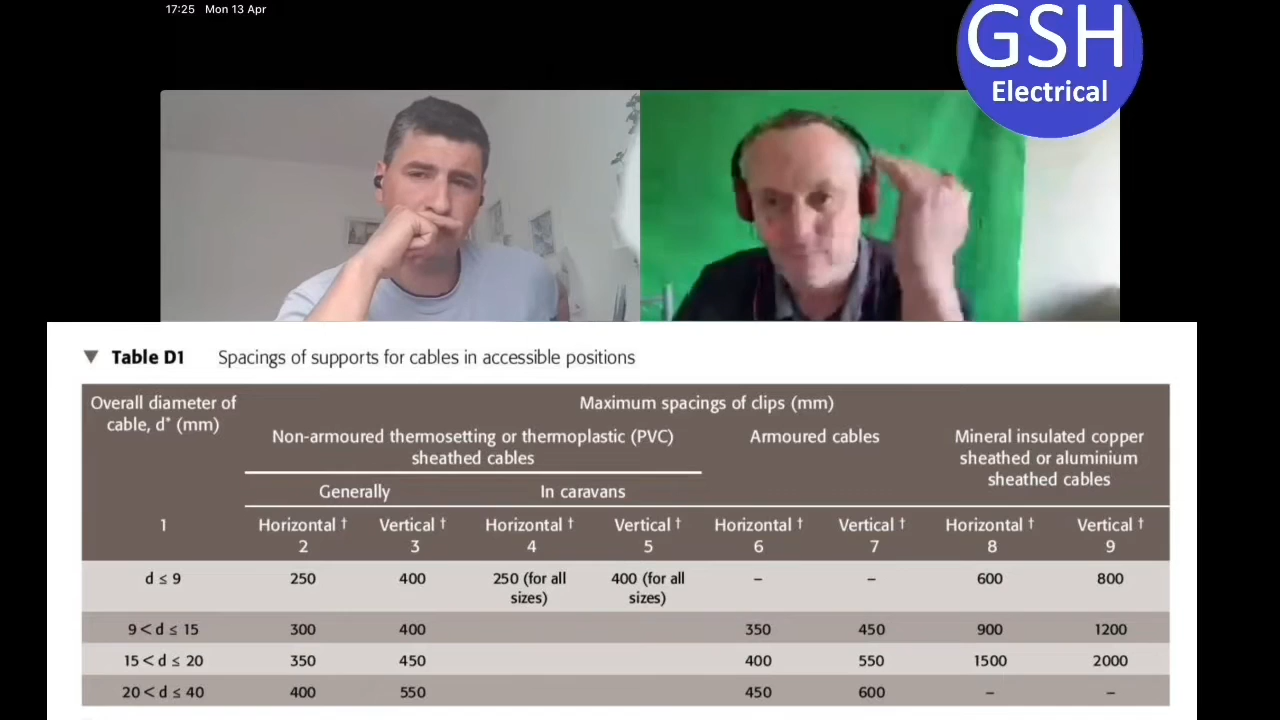 17:25 Mon 13 Apr
GSH
Electrical
▼ Table D1 Spacings of supports for cables in accessible positions
Overall diameter of cable, d* (mm) Maximum spacings of clips (mm)
Non-armoured thermosetting or thermoplastic (PVC) sheathed cables Armoured cables Mineral insulated copper sheathed or aluminium sheathed cables
Generally In caravans
1 Horizontal † 2 Vertical † 3 Horizontal † 4 Vertical † 5 Horizontal † 6 Vertical † 7 Horizontal † 8 Vertical † 9
d ≤ 9 250 400 250 (for all sizes) 400 (for all sizes) – – 600 800
9 < d ≤ 15 300 400 350 450 900 1200
15 < d ≤ 20 350 450 400 550 1500 2000
20 < d ≤ 40 400 550 450 600 – –